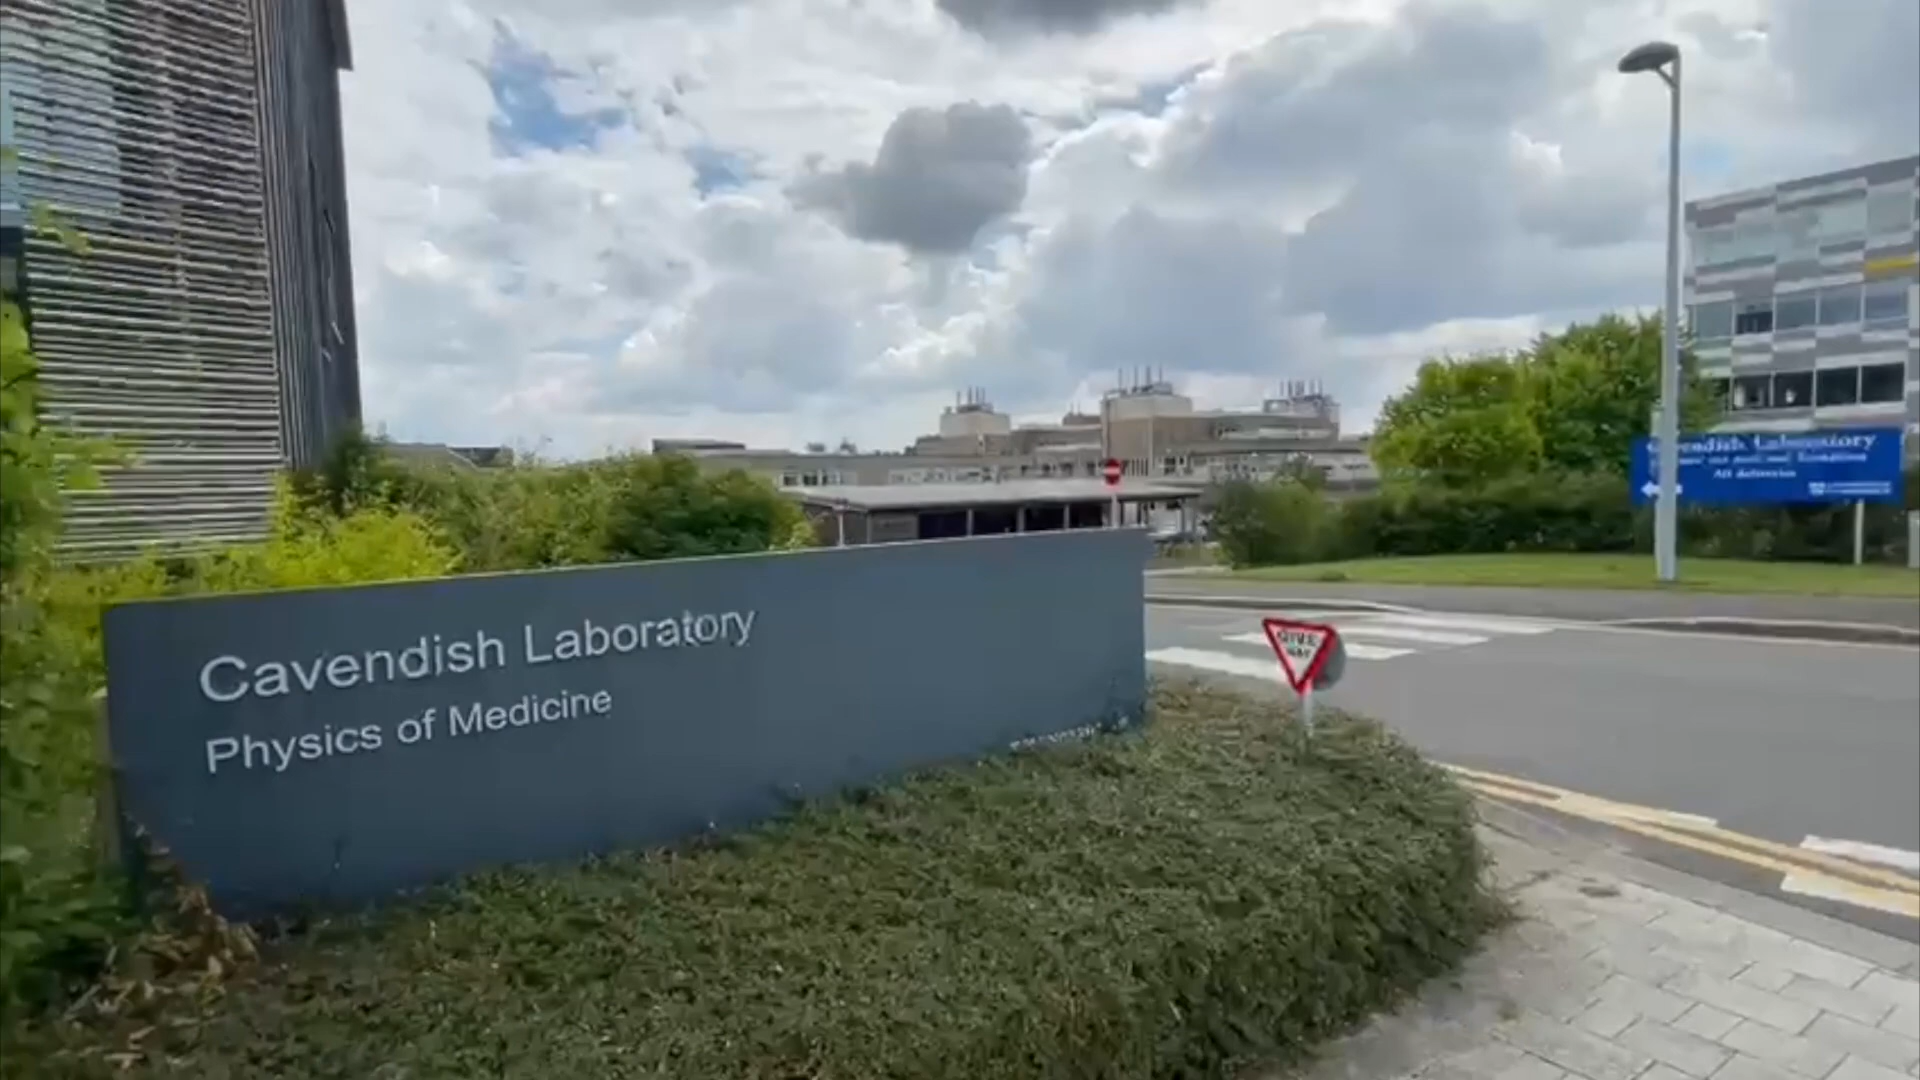 Cavendish Laboratory
Physics of Medicine
GIVE
WAY
Cavendish Laboratory
All deliveries